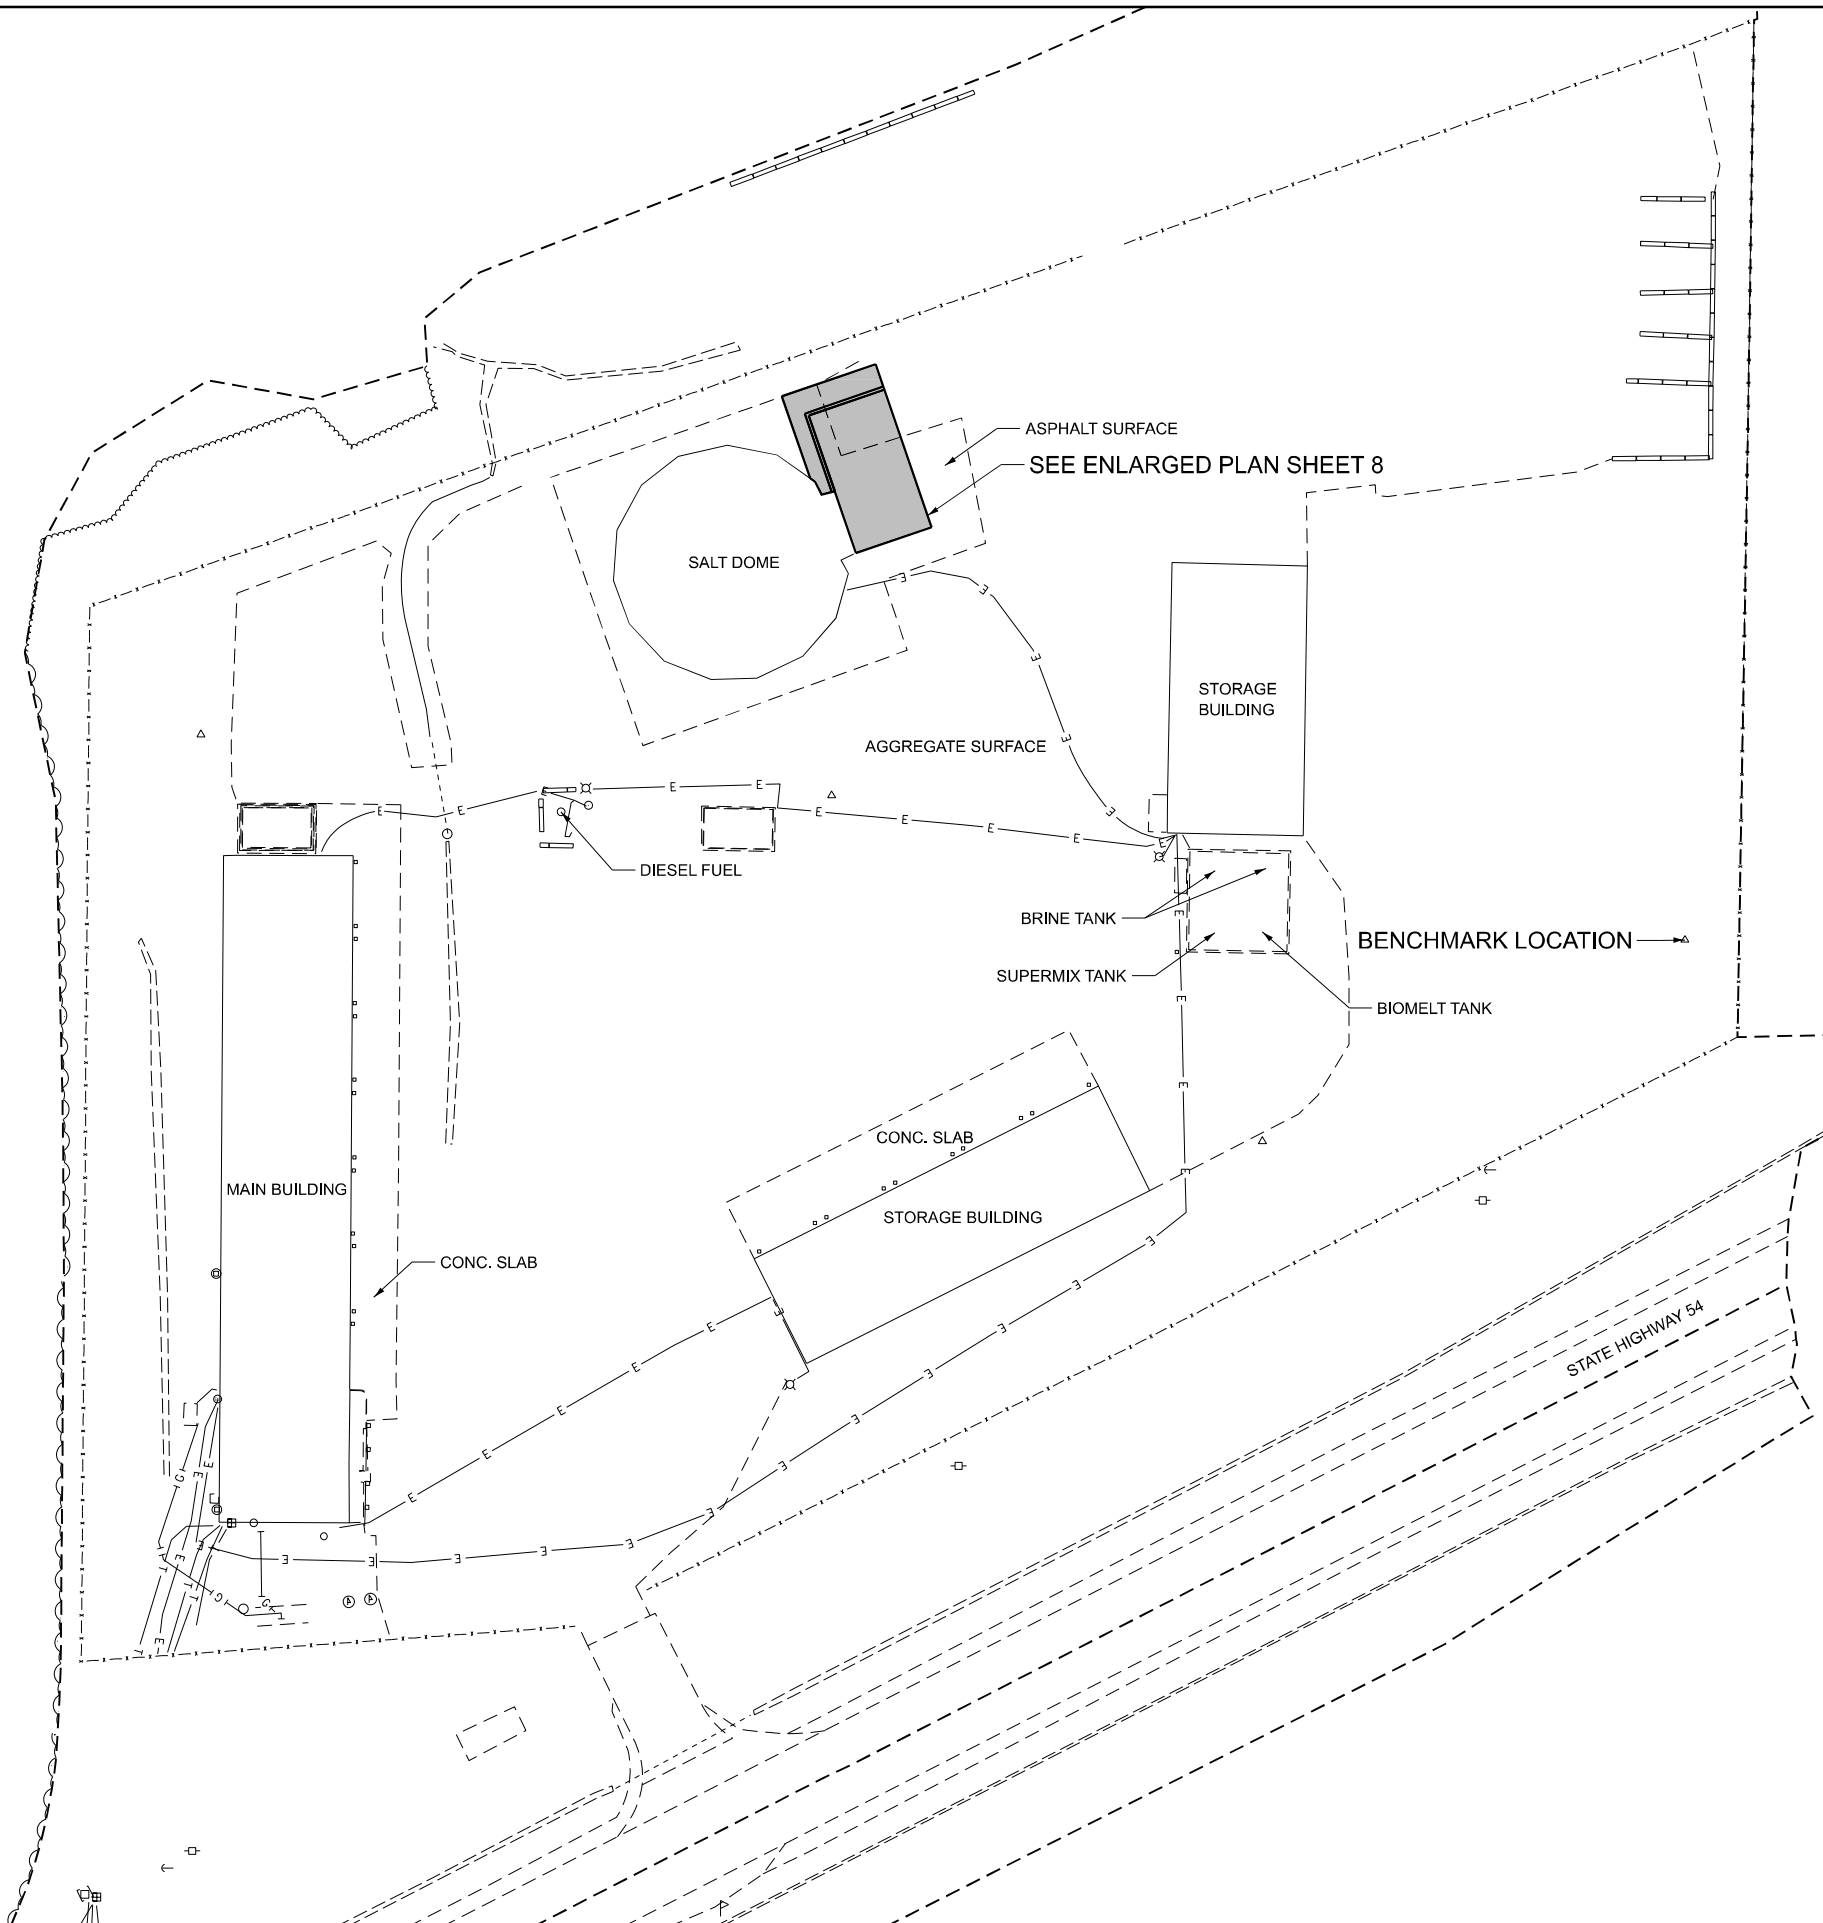 ASPHALT SURFACE
SEE ENLARGED PLAN SHEET 8
SALT DOME
STORAGE
BUILDING
AGGREGATE SURFACE
DIESEL FUEL
BRINE TANK
BENCHMARK LOCATION
SUPERMIX TANK
BIOMELT TANK
CONC. SLAB
MAIN BUILDING
STORAGE BUILDING
CONC. SLAB
STATE HIGHWAY 54